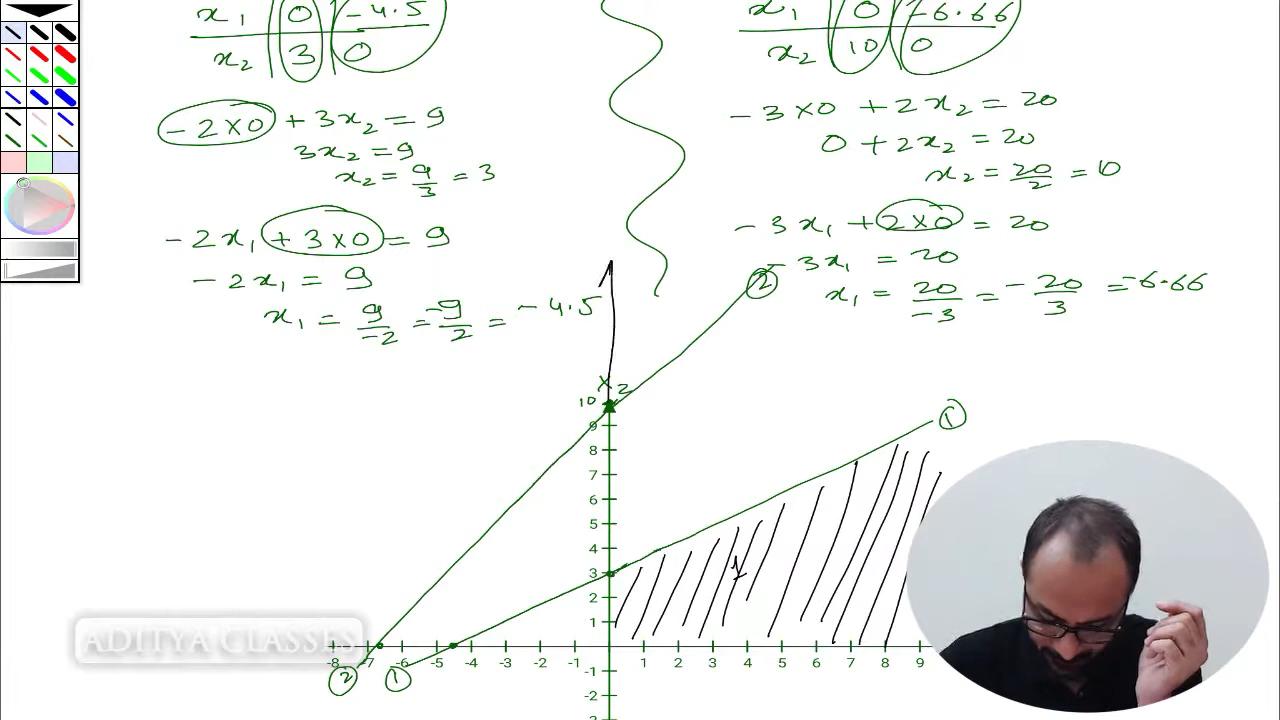 x₁ | 0 | -4.5
x₂ | 3 | 0
-2×0 + 3x₂ = 9
3x₂ = 9
x₂ = 9/3 = 3
-2x₁ + 3×0 = 9
-2x₁ = 9
x₁ = 9/-2 = -9/2 = -4.5
x₁ | 0 | -6.66
x₂ | 10 | 0
-3×0 + 2x₂ = 20
0 + 2x₂ = 20
x₂ = 20/2 = 10
-3x₁ + 2×0 = 20
-3x₁ = 20
x₁ = 20/-3 = -20/3 = -6.66
②
X₂
10
9
①
8
7
6
5
4
3
1
2
1
ADITYA CLASSES
-8 -7 -6 -5 -4 -3 -2 -1 1 2 3 4 5 6 7 8 9
② ①
-1
-2
3